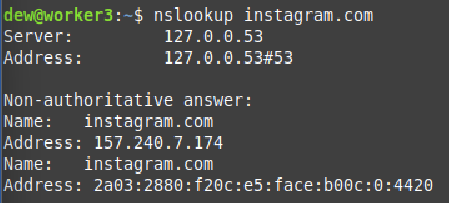 dew@worker3:~$ nslookup instagram.com
Server:         127.0.0.53
Address:        127.0.0.53#53

Non-authoritative answer:
Name:   instagram.com
Address: 157.240.7.174
Name:   instagram.com
Address: 2a03:2880:f20c:e5:face:b00c:0:4420